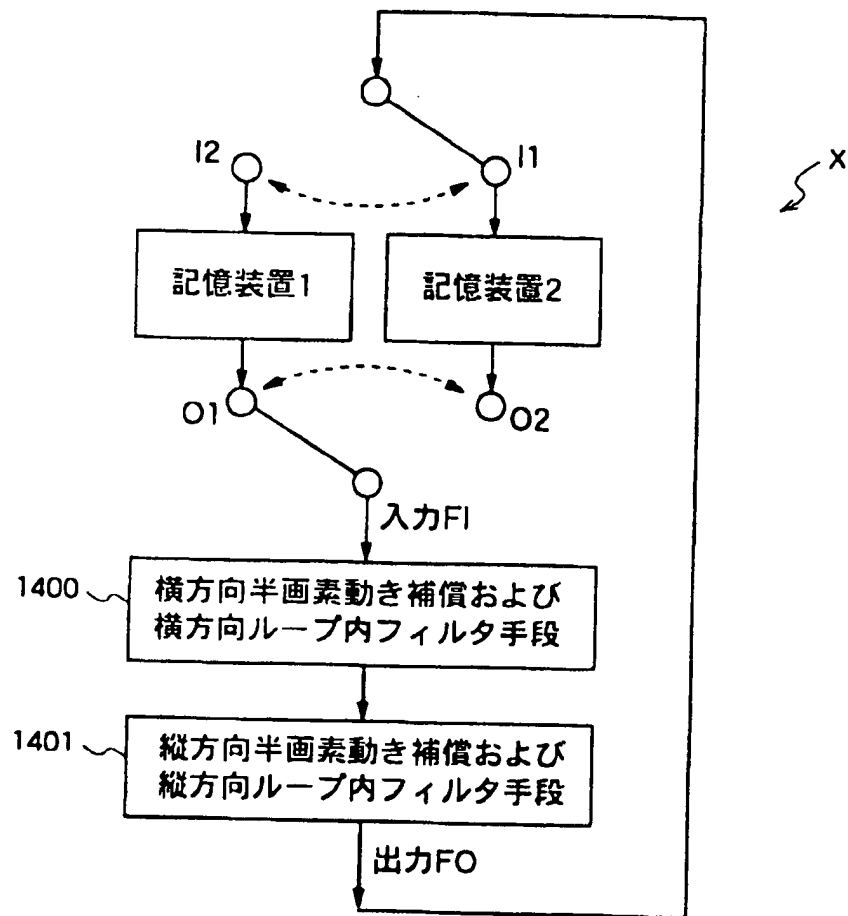 I2
I1
X
記憶装置1
記憶装置2
O1
O2
入力FI
1400
横方向半画素動き補償および
横方向ループ内フィルタ手段
1401
縦方向半画素動き補償および
縦方向ループ内フィルタ手段
出力FO